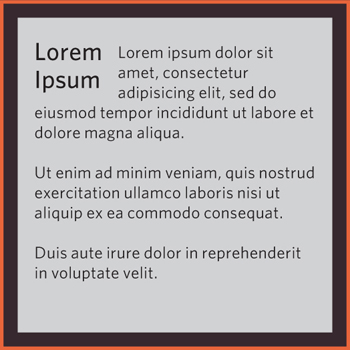 Lorem
Ipsum
Lorem ipsum dolor sit
amet, consectetur
adipisicing elit, sed do
eiusmod tempor incididunt ut labore et
dolore magna aliqua.
Ut enim ad minim veniam, quis nostrud
exercitation ullamco laboris nisi ut
aliquip ex ea commodo consequat.
Duis aute irure dolor in reprehenderit
in voluptate velit.